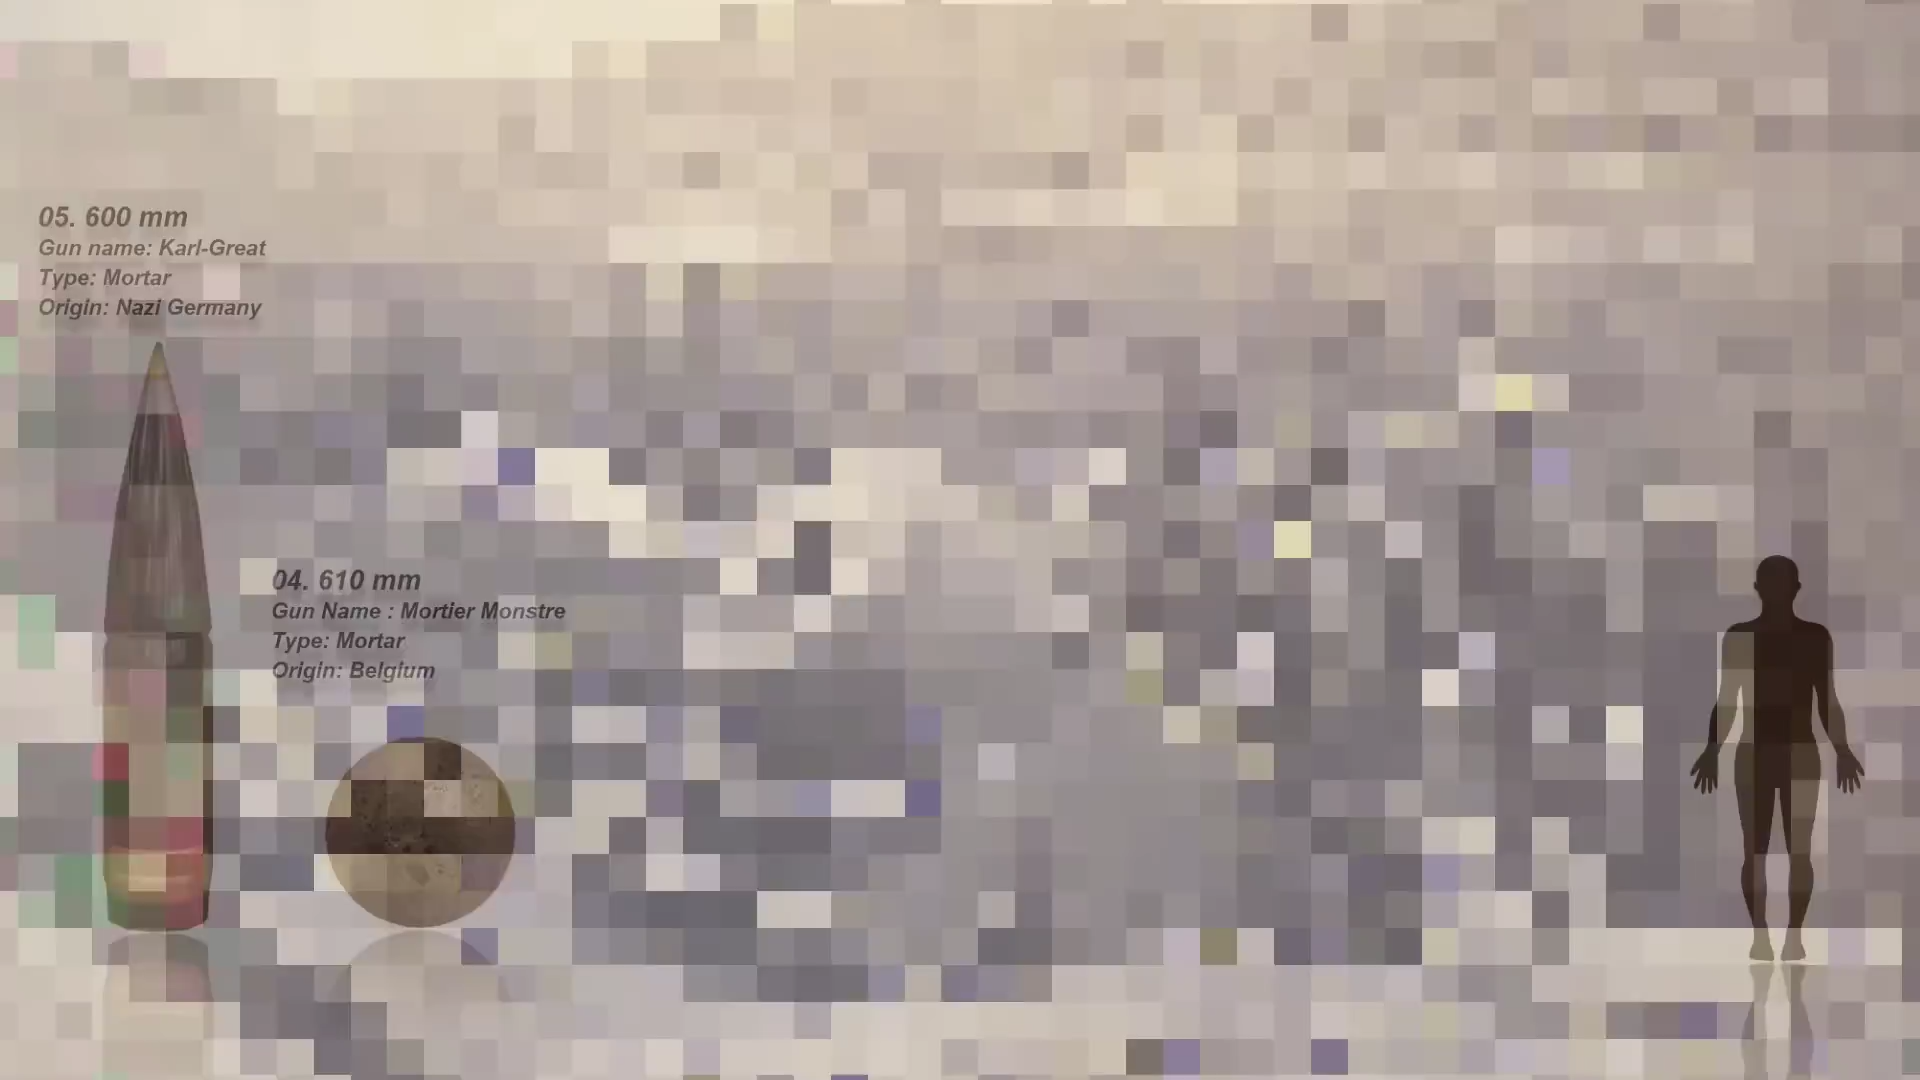 05. 600 mm
Gun name: Karl-Great
Type: Mortar
Origin: Nazi Germany
04. 610 mm
Gun Name : Mortier Monstre
Type: Mortar
Origin: Belgium